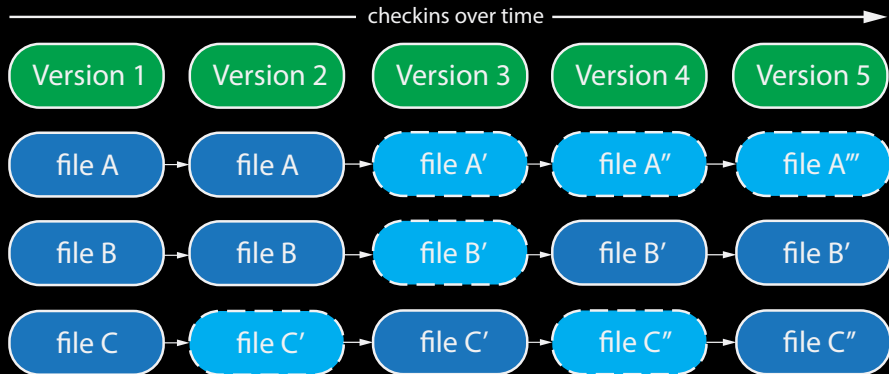 checkins over time
Version 1 Version 2 Version 3 Version 4 Version 5
file A file A file A' file A'' file A'''
file B file B file B' file B' file B'
file C file C' file C' file C'' file C''